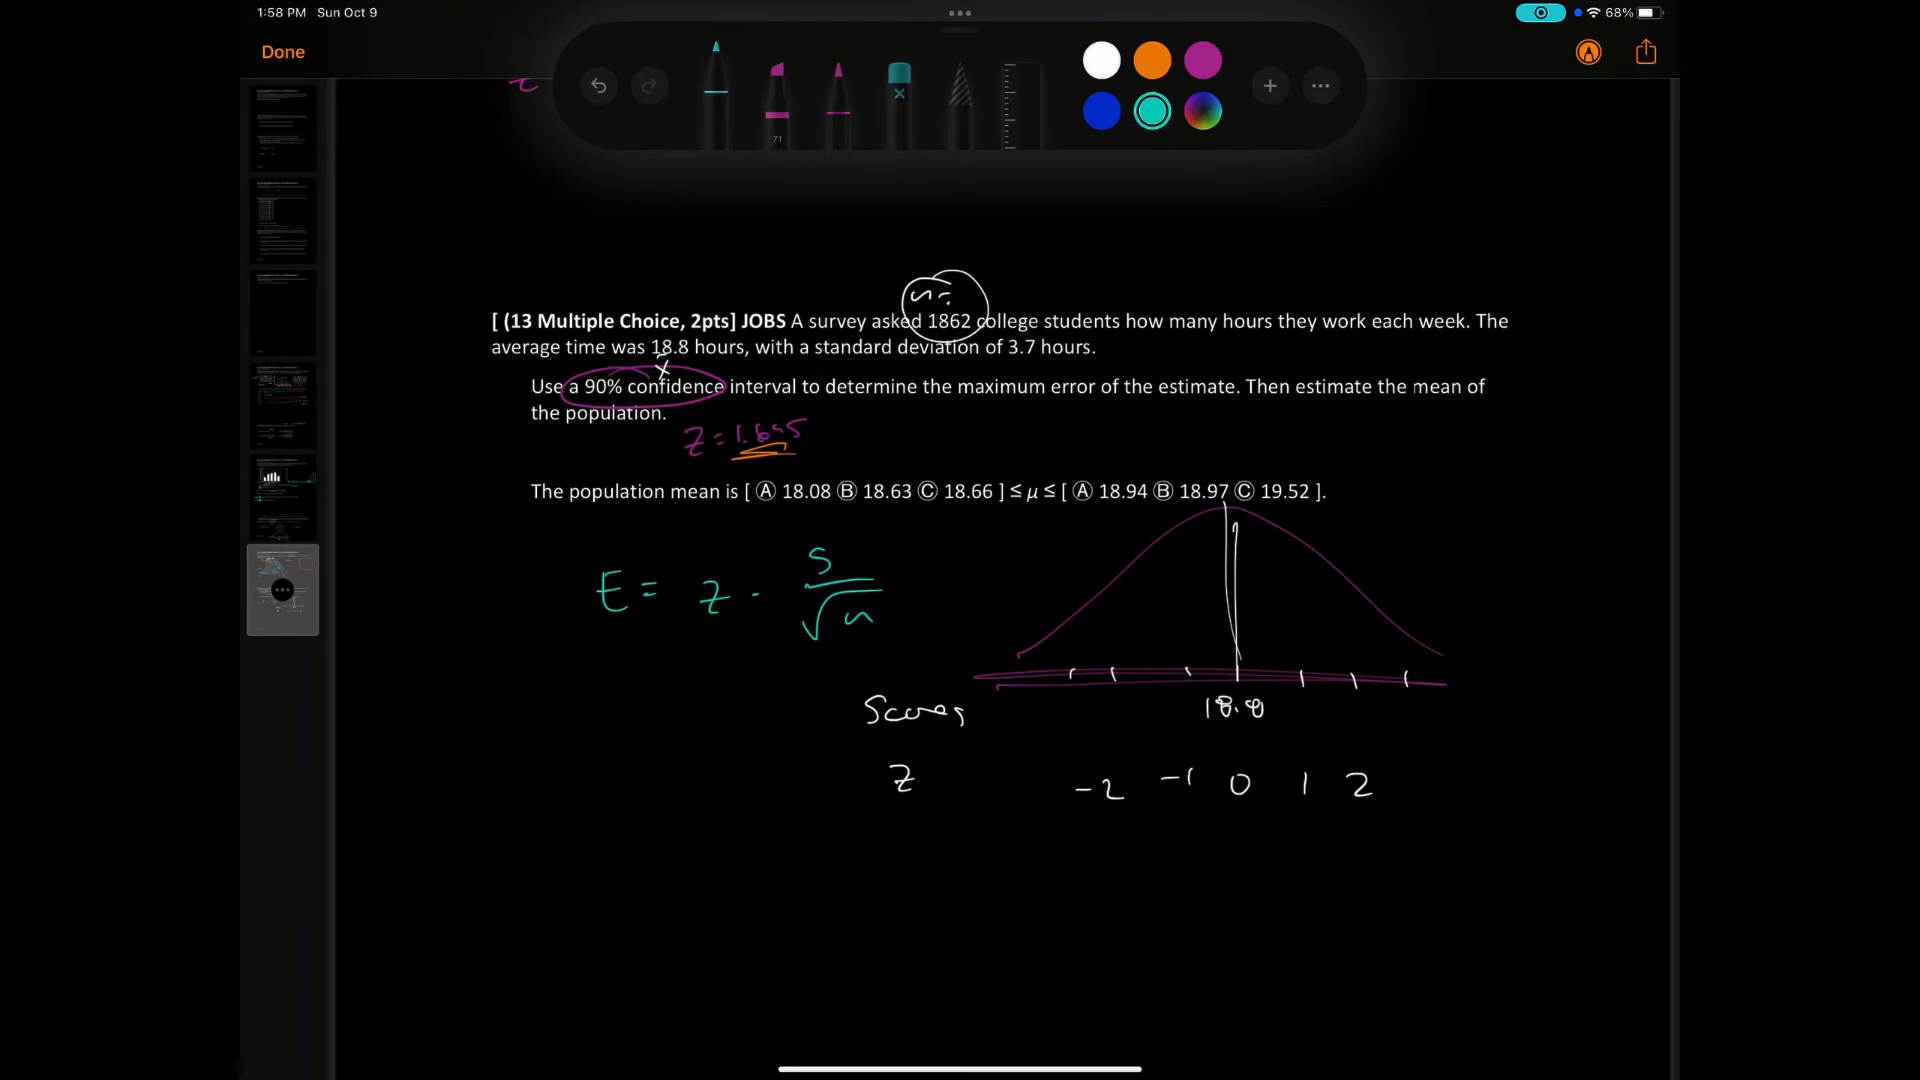 1:58 PM Sun Oct 9
68%
Done
71
z
n =
[ (13 Multiple Choice, 2pts] JOBS A survey asked 1862 college students how many hours they work each week. The
average time was 18.8 hours, with a standard deviation of 3.7 hours.
x̄
Use a 90% confidence interval to determine the maximum error of the estimate. Then estimate the mean of
the population.
z = 1.645
The population mean is [ Ⓐ 18.08 Ⓑ 18.63 Ⓒ 18.66 ] ≤ μ ≤ [ Ⓐ 18.94 Ⓑ 18.97 Ⓒ 19.52 ].
E = z · s / √n
Scores 18.8
z -2 -1 0 1 2